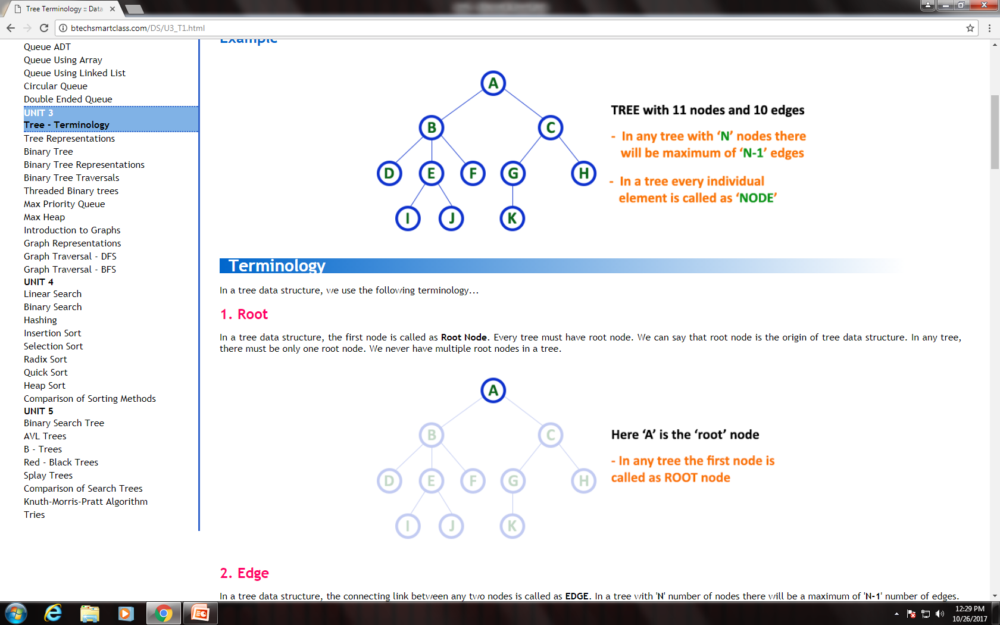 Tree Terminology :: Data
btechsmartclass.com/DS/U3_T1.html
Queue ADT
Queue Using Array
Queue Using Linked List
Circular Queue
Double Ended Queue
UNIT 3
Tree - Terminology
Tree Representations
Binary Tree
Binary Tree Representations
Binary Tree Traversals
Threaded Binary trees
Max Priority Queue
Max Heap
Introduction to Graphs
Graph Representations
Graph Traversal - DFS
Graph Traversal - BFS
UNIT 4
Linear Search
Binary Search
Hashing
Insertion Sort
Selection Sort
Radix Sort
Quick Sort
Heap Sort
Comparison of Sorting Methods
UNIT 5
Binary Search Tree
AVL Trees
B - Trees
Red - Black Trees
Splay Trees
Comparison of Search Trees
Knuth-Morris-Pratt Algorithm
Tries
Example
A
B C
D E F G H
I J K
TREE with 11 nodes and 10 edges
- In any tree with ‘N’ nodes there
will be maximum of ‘N-1’ edges
- In a tree every individual
element is called as ‘NODE’
Terminology
In a tree data structure, we use the following terminology...
1. Root
In a tree data structure, the first node is called as Root Node. Every tree must have root node. We can say that root node is the origin of tree data structure. In any tree,
there must be only one root node. We never have multiple root nodes in a tree.
A
B C
D E F G H
I J K
Here ‘A’ is the ‘root’ node
- In any tree the first node is
called as ROOT node
2. Edge
In a tree data structure, the connecting link between any two nodes is called as EDGE. In a tree with 'N' number of nodes there will be a maximum of 'N-1' number of edges.
12:29 PM
10/26/2017